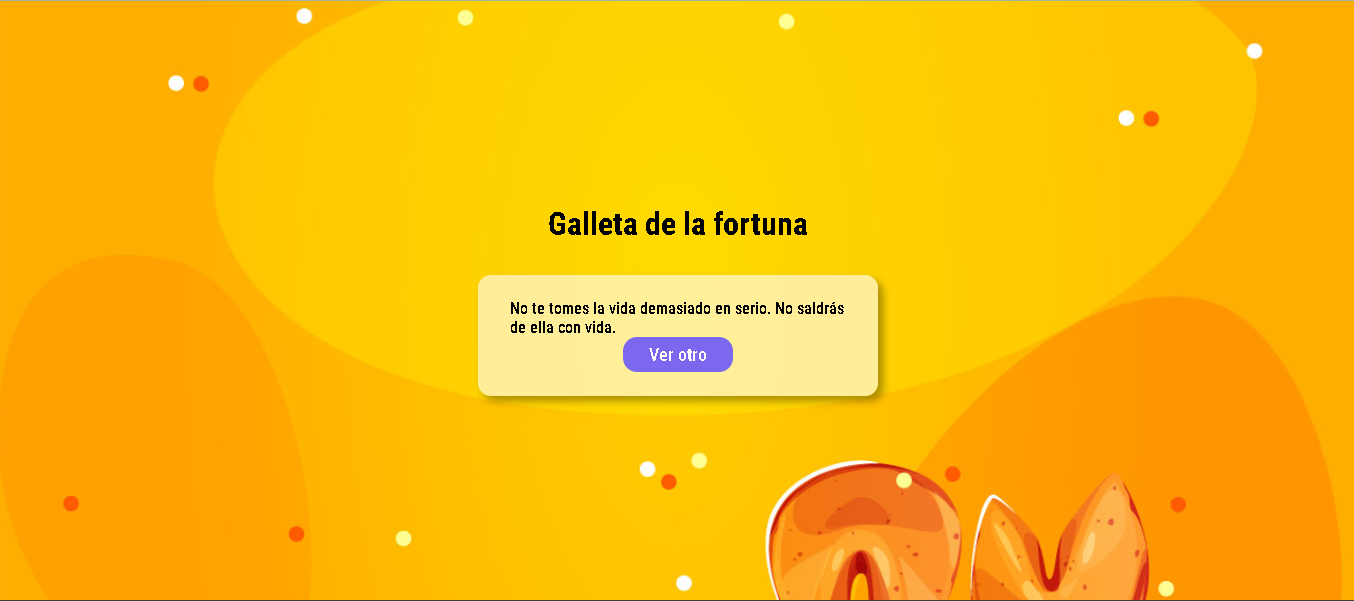 Galleta de la fortuna
No te tomes la vida demasiado en serio. No saldrás
de ella con vida.
Ver otro